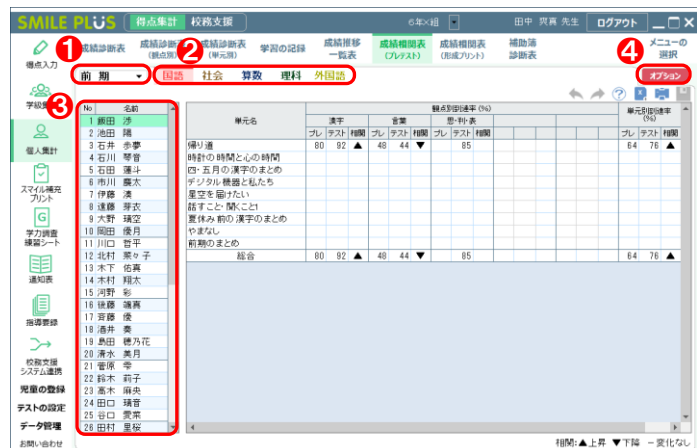 SMILE PLUS 得点集計 校務支援 6年×組 田中 眞喜 先生 ログアウト
1 2 4
得点入力 成績診断表 成績診断表(観点別) 成績診断表(単元別) 学習の記録 成績推移一覧表 成績相関表(プレテスト) 成績相関表(形成プリント) 補助簿診断表 メニューの選択
前 期 国語 社会 算数 理科 外国語 オプション
学級集計
個人集計
スマイル補充プリント
学力調査練習シート
通知表
指導要録
校務支援システム連携
児童の登録
テストの設定
データ管理
お問い合わせ
3
No 名前
1 飯田 渉
2 池田 陽
3 石井 歩夢
4 石川 琴音
5 石田 蓮斗
6 市川 慶太
7 伊藤 湊
8 遠藤 芽衣
9 大野 瑛空
10 岡田 優月
11 川口 哲平
12 北村 菜々子
13 木下 佑真
14 木村 翔太
15 河野 彩
16 後藤 颯真
17 斉藤 優
18 酒井 奏
19 島田 穂乃花
20 清水 美月
21 菅原 雫
22 鈴木 莉子
23 高木 麻央
24 田口 瑛音
25 谷口 愛菜
26 田村 里桜
単元名 観点別到達率 (%) 単元別到達率 (%)
漢字 言葉 思・判・表
プレ テスト 相関 プレ テスト 相関 プレ テスト 相関 プレ テスト 相関
帰り道 80 92 ▲ 48 44 ▼ 85 64 76 ▲
時計の時間と心の時間
四・五月の漢字のまとめ
デジタル機器と私たち
星空を届けたい
話すこと・聞くこと1
夏休み前の漢字のまとめ
やまなし
前期のまとめ
総合 80 92 ▲ 48 44 ▼ 85 64 76 ▲
相関:▲上昇 ▼下降 －変化なし